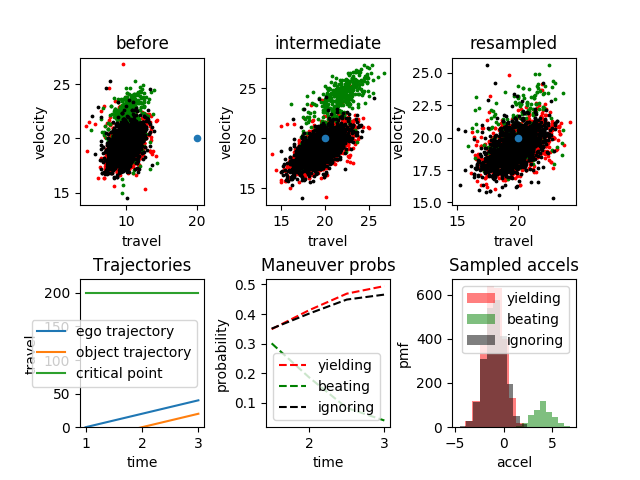 before
intermediate
resampled
velocity
25
20
15
10
20
travel
velocity
25
20
15
15
20
25
travel
velocity
25.0
22.5
20.0
17.5
15.0
15
20
travel
Trajectories
Maneuver probs
Sampled accels
travel
200
150
100
50
0
1
2
3
time
ego trajectory
object trajectory
critical point
probability
0.5
0.4
0.3
0.2
0.1
2
3
time
yielding
beating
ignoring
pmf
600
400
200
0
−5
0
5
accel
yielding
beating
ignoring